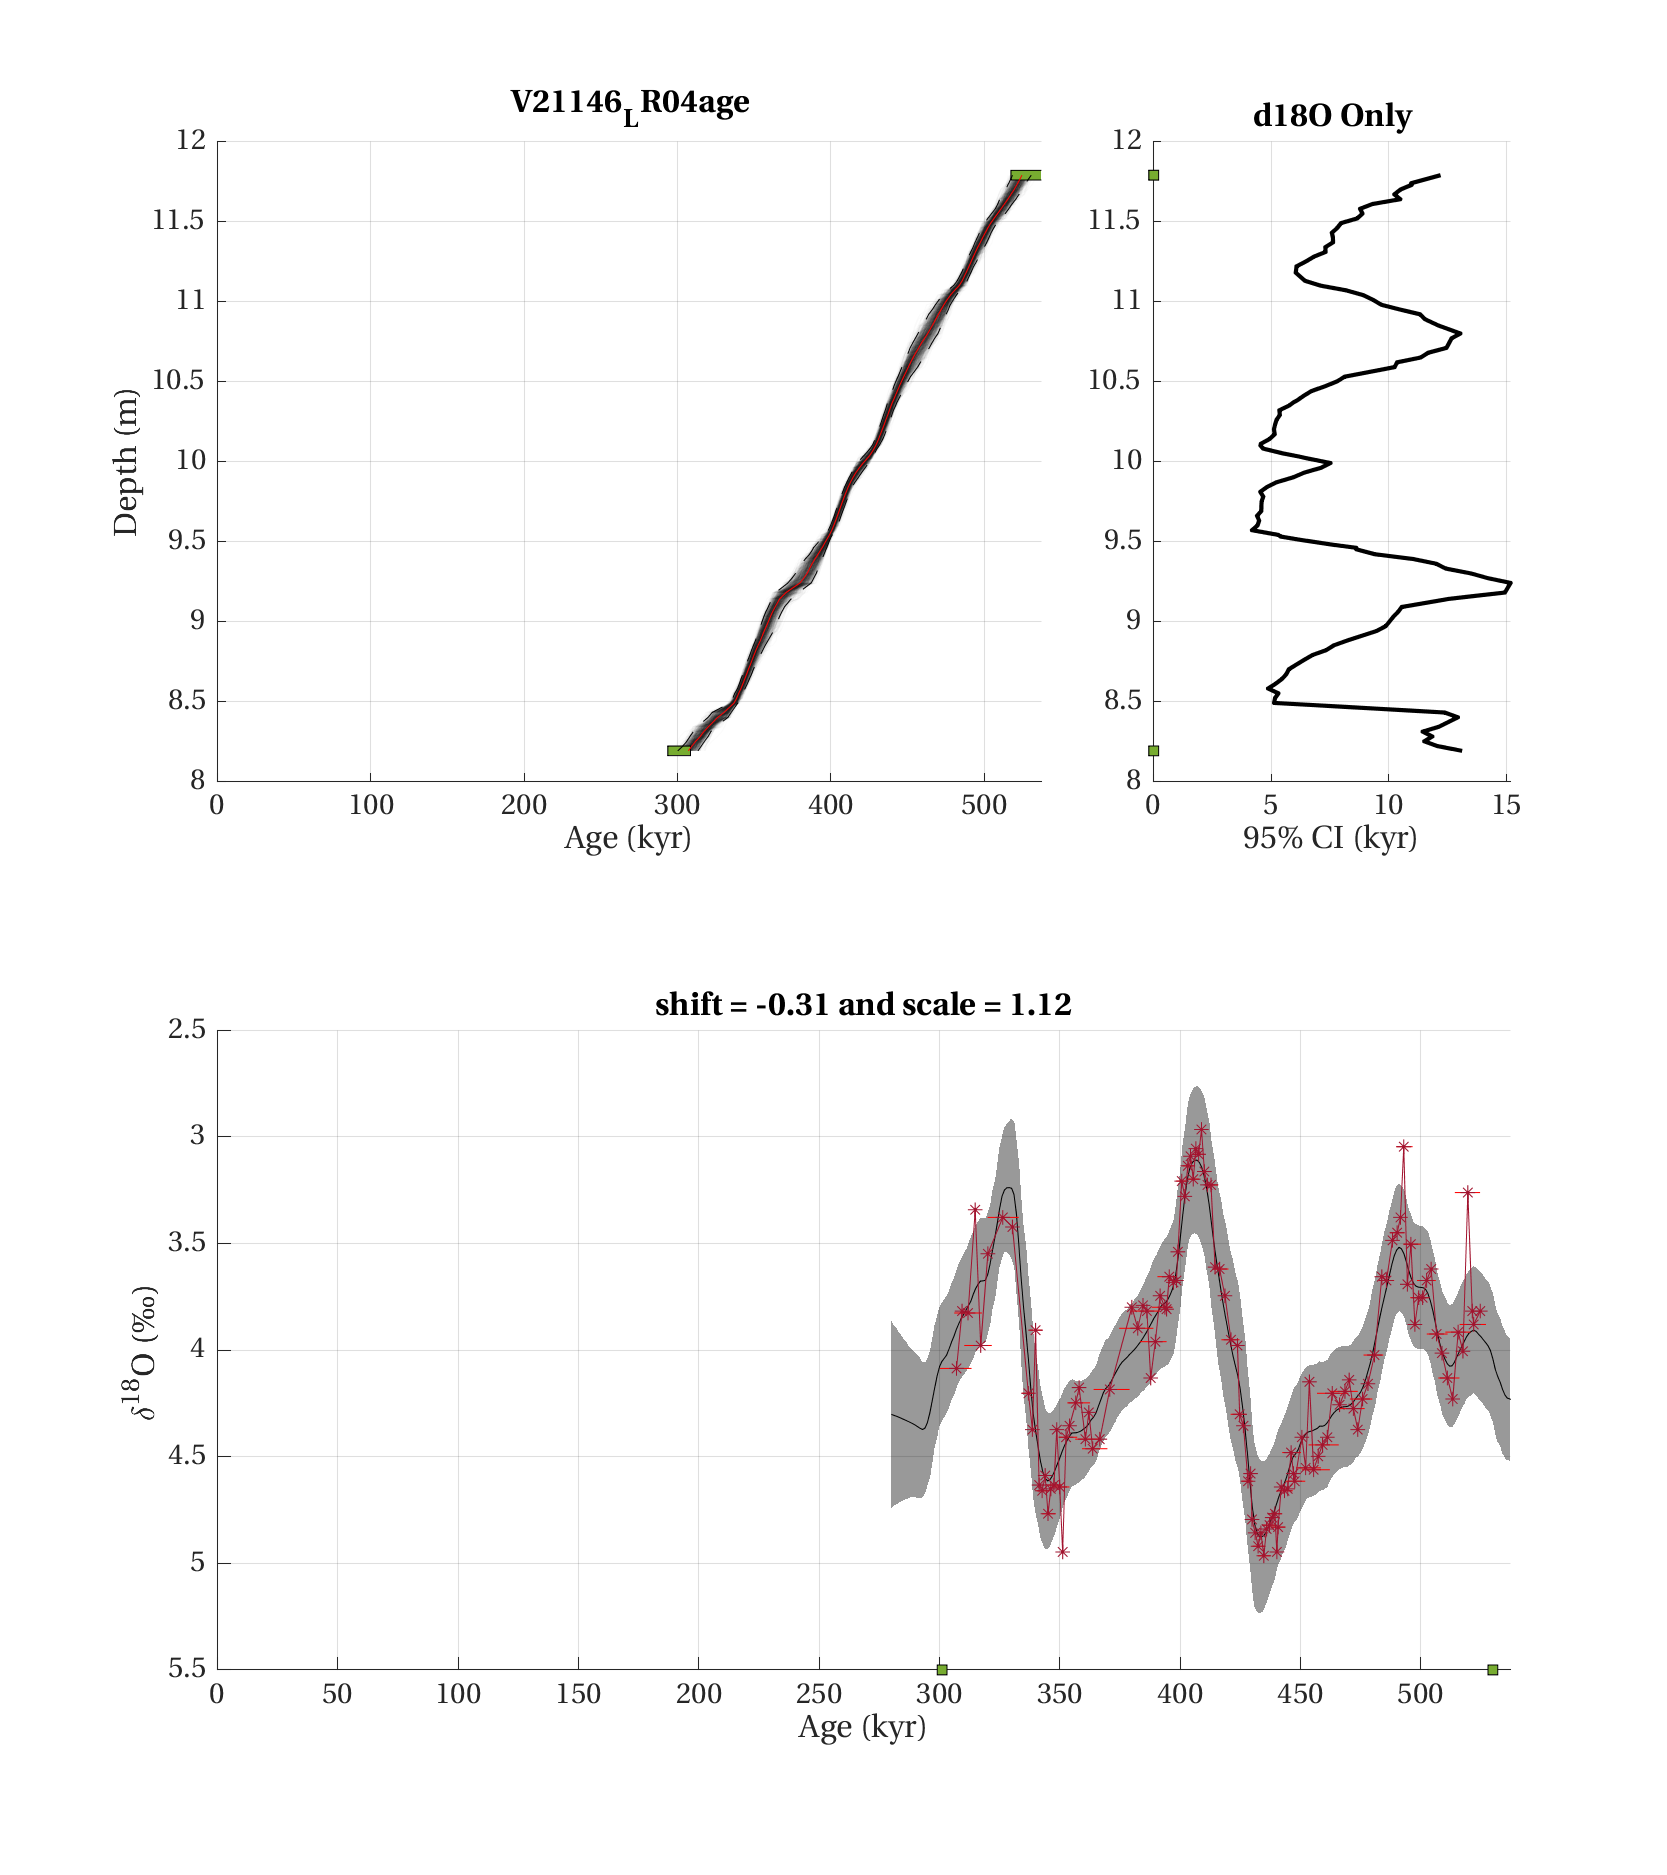 V21146LR04age
d18O Only
12
11.5
11
10.5
10
9.5
9
8.5
8
Depth (m)
0 100 200 300 400 500
Age (kyr)
12
11.5
11
10.5
10
9.5
9
8.5
8
0 5 10 15
95% CI (kyr)
shift = -0.31 and scale = 1.12
2.5
3
3.5
4
4.5
5
5.5
δ18O (‰)
0 50 100 150 200 250 300 350 400 450 500
Age (kyr)